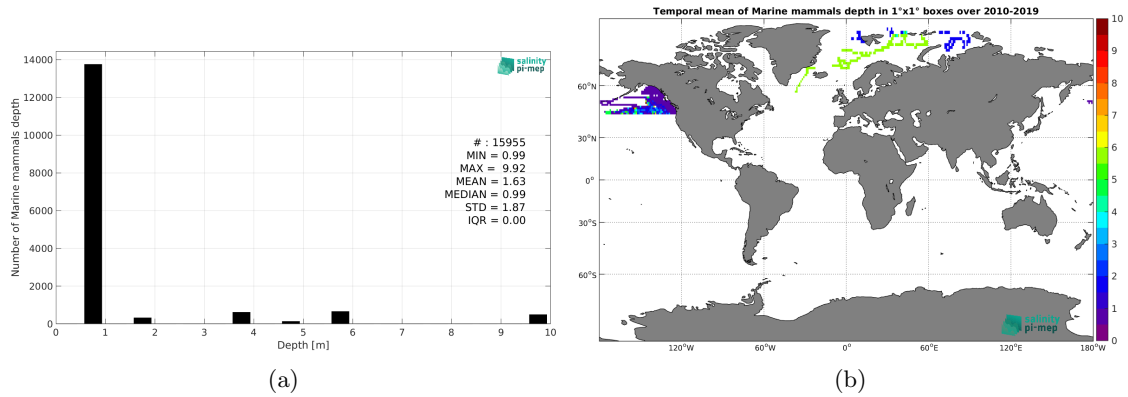 14000
12000
10000
8000
6000
4000
2000
0
Number of Marine mammals depth
salinity
pi-mep
# : 15955
MIN = 0.99
MAX = 9.92
MEAN = 1.63
MEDIAN = 0.99
STD = 1.87
IQR = 0.00
0 1 2 3 4 5 6 7 8 9 10
Depth [m]
(a)
Temporal mean of Marine mammals depth in 1°x1° boxes over 2010-2019
60°N
30°N
0°
30°S
60°S
120°W 60°W 0° 60°E 120°E 180°W
salinity
pi-mep
10
9
8
7
6
5
4
3
2
1
0
(b)